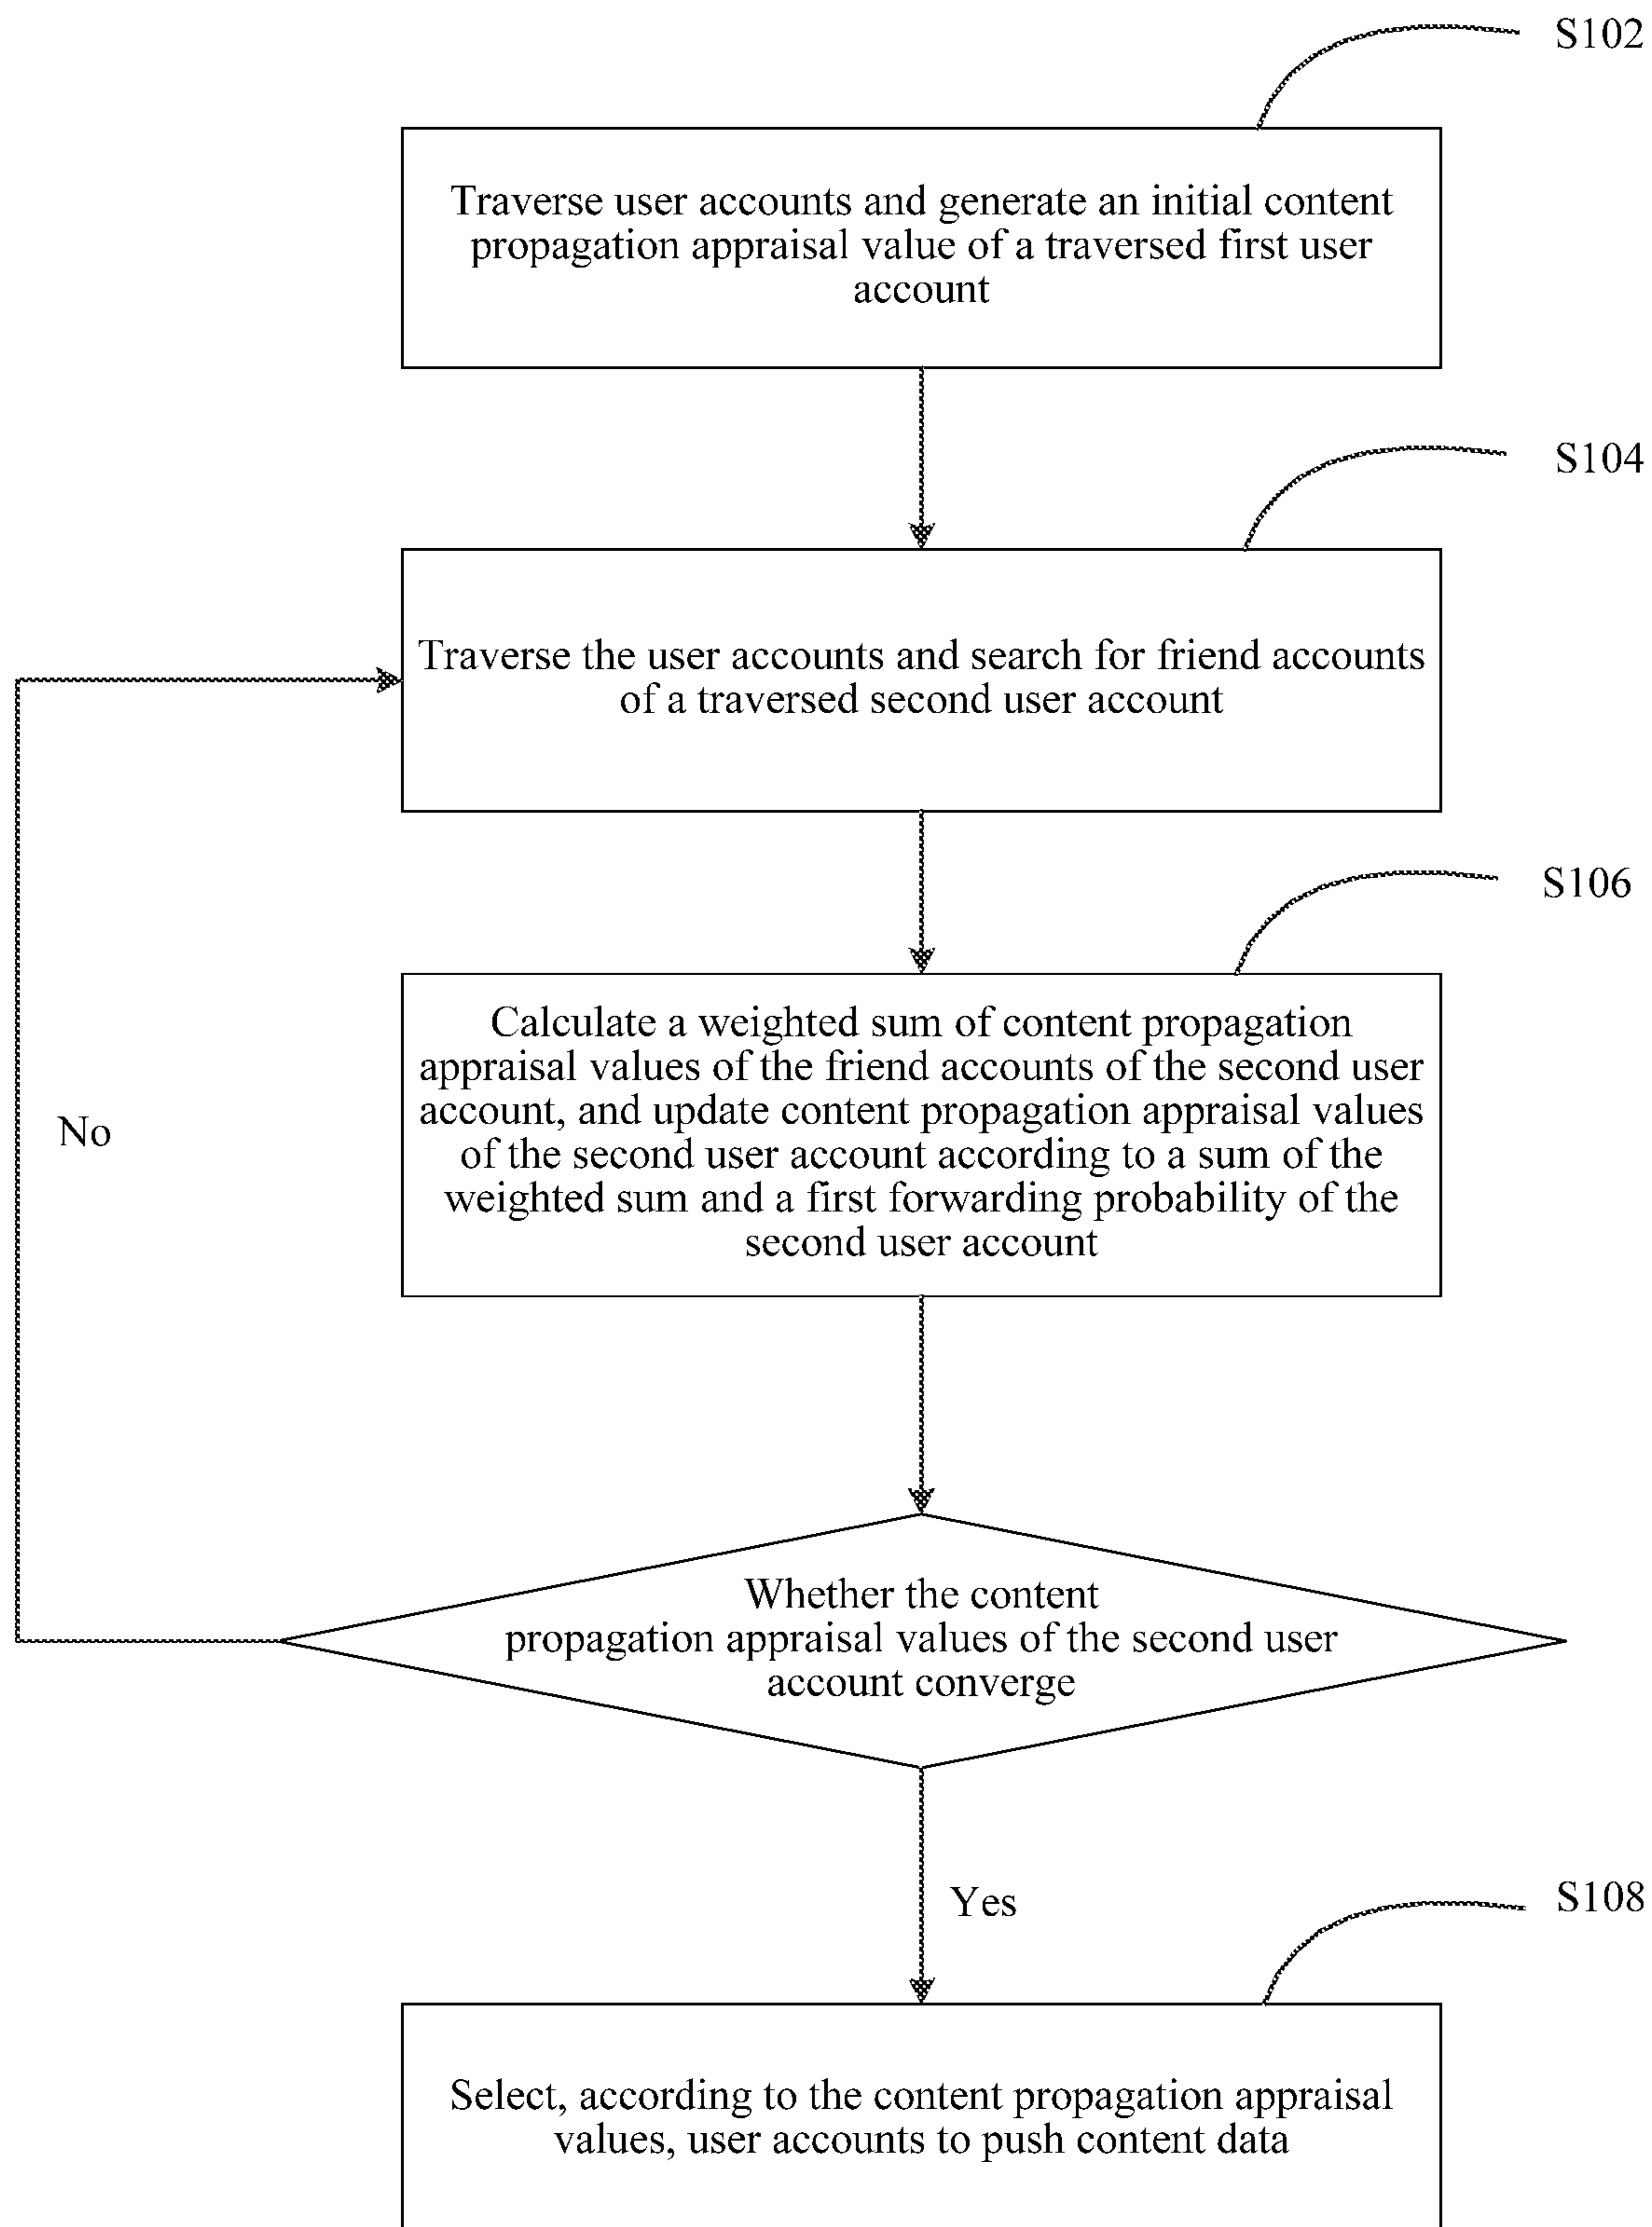 S102
Traverse user accounts and generate an initial content
propagation appraisal value of a traversed first user
account
S104
Traverse the user accounts and search for friend accounts
of a traversed second user account
S106
Calculate a weighted sum of content propagation
appraisal values of the friend accounts of the second user
account, and update content propagation appraisal values
of the second user account according to a sum of the
weighted sum and a first forwarding probability of the
second user account
No
Whether the content
propagation appraisal values of the second user
account converge
Yes
S108
Select, according to the content propagation appraisal
values, user accounts to push content data